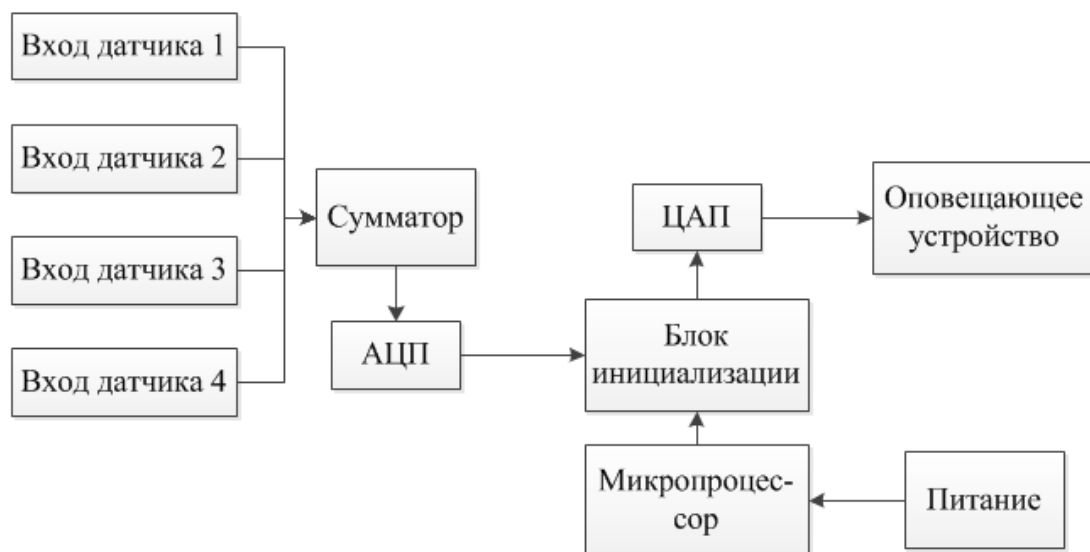 Вход датчика 1
Вход датчика 2
Вход датчика 3
Вход датчика 4
Сумматор
АЦП
ЦАП
Оповещающее
устройство
Блок
инициализации
Микропроцес-
сор
Питание